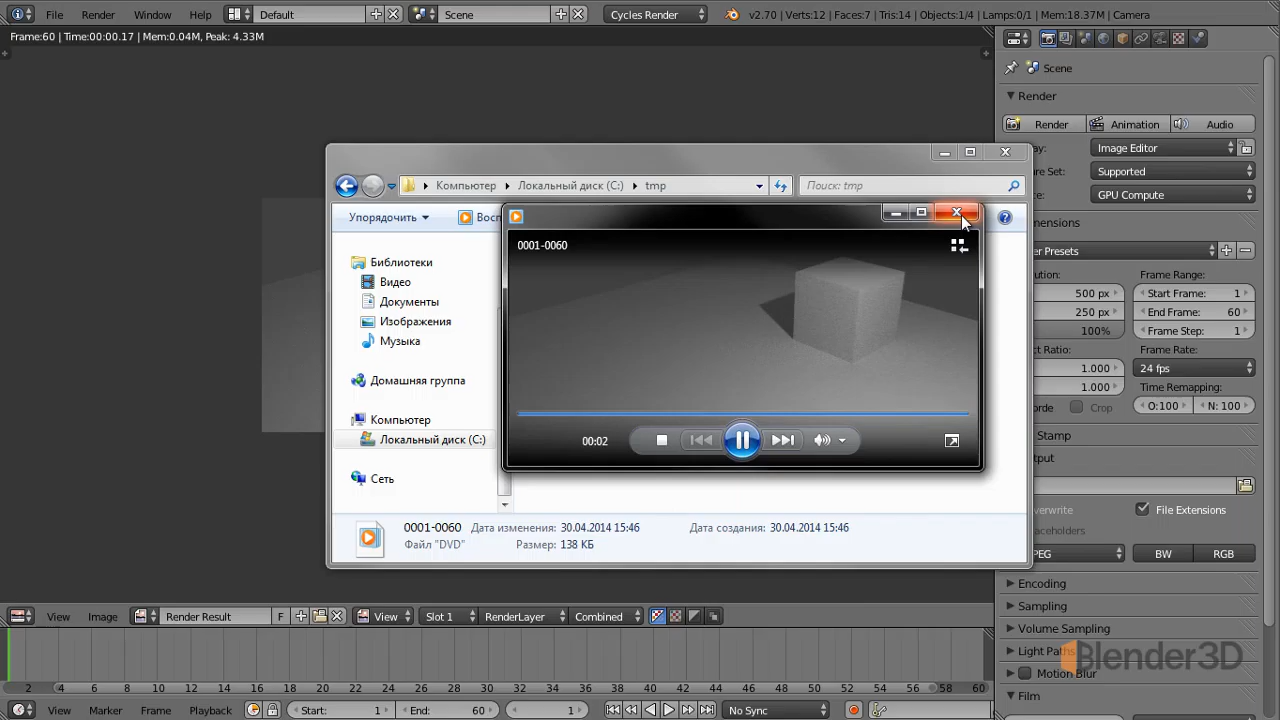 File Render Window Help Default Scene Cycles Render v2.70 | Verts:12 | Faces:7 | Tris:14 | Objects:1/4 | Lamps:0/1 | Mem:18.37M | Camera
Frame:60 | Time:00:00.17 | Mem:0.04M, Peak: 4.33M
Scene
Render
Render Animation Audio
Image Editor
Supported
GPU Compute
Компьютер Локальный диск (C:) tmp Поиск: tmp
Упорядочить
0001-0060
Библиотеки
Видео
Документы
Изображения
Музыка
Домашняя группа
Компьютер
Локальный диск (C:)
Сеть
00:02
0001-0060 Дата изменения: 30.04.2014 15:46 Дата создания: 30.04.2014 15:46
Файл "DVD" Размер: 138 КБ
Frame Range:
500 px Start Frame: 1
250 px End Frame: 60
100% Frame Step: 1
Frame Rate:
1.000 24 fps
1.000 Time Remapping:
Crop O:100 N: 100
Stamp
File Extensions
BW RGB
Encoding
Sampling
Volume Sampling
Light Paths
Motion Blur
Film
Blender3D
View Image Render Result F View Slot 1 RenderLayer Combined
2 4 6 8 10 12 14 16 18 20 22 24 26 28 30 32 34 36 38 40 42 44 46 48 50 52 54 56 58 60
View Marker Frame Playback Start: 1 End: 60 1 No Sync